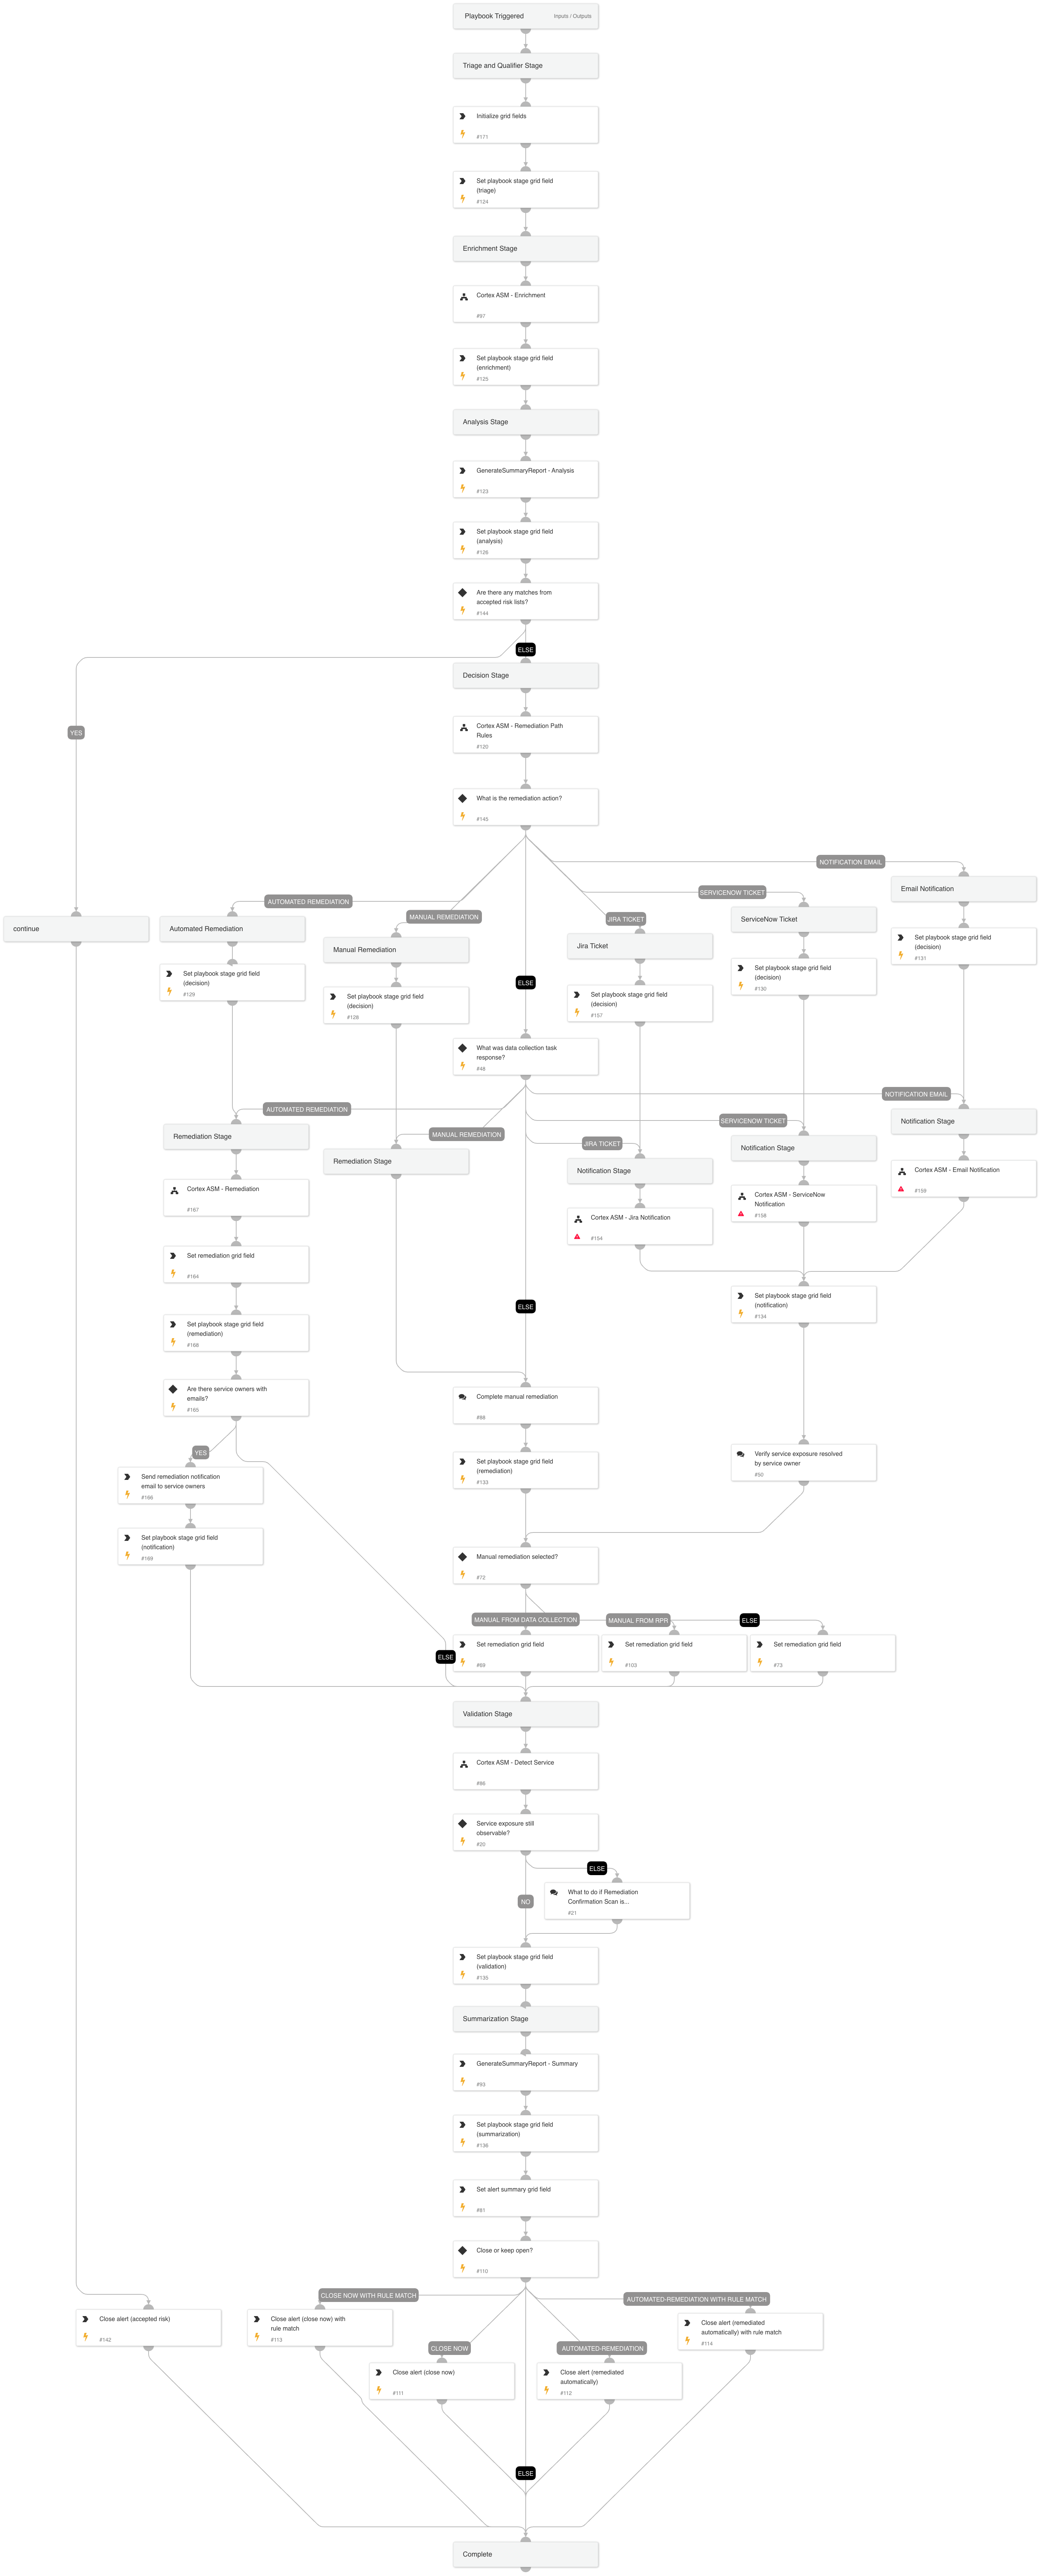 Playbook Triggered
Inputs / Outputs
Triage and Qualifier Stage
Initialize grid fields
#171
Set playbook stage grid field
(triage)
#124
Enrichment Stage
Cortex ASM - Enrichment
#97
Set playbook stage grid field
(enrichment)
#125
Analysis Stage
GenerateSummaryReport - Analysis
#123
Set playbook stage grid field
(analysis)
#126
Are there any matches from
accepted risk lists?
#144
ELSE
Decision Stage
YES
Cortex ASM - Remediation Path
Rules
#120
What is the remediation action?
#145
NOTIFICATION EMAIL
Email Notification
SERVICENOW TICKET
AUTOMATED REMEDIATION
MANUAL REMEDIATION
JIRA TICKET
continue
Automated Remediation
Manual Remediation
Jira Ticket
ServiceNow Ticket
Set playbook stage grid field
(decision)
#131
Set playbook stage grid field
(decision)
#129
Set playbook stage grid field
(decision)
#130
ELSE
Set playbook stage grid field
(decision)
#128
Set playbook stage grid field
(decision)
#157
What was data collection task
response?
#48
NOTIFICATION EMAIL
AUTOMATED REMEDIATION
SERVICENOW TICKET
MANUAL REMEDIATION
JIRA TICKET
Remediation Stage
Remediation Stage
Notification Stage
Notification Stage
Notification Stage
Cortex ASM - Remediation
#167
Cortex ASM - Jira Notification
#154
Cortex ASM - ServiceNow
Notification
#158
Cortex ASM - Email Notification
#159
Set remediation grid field
#164
ELSE
Set playbook stage grid field
(notification)
#134
Set playbook stage grid field
(remediation)
#168
Are there service owners with
emails?
#165
Complete manual remediation
#88
YES
Send remediation notification
email to service owners
#166
Set playbook stage grid field
(remediation)
#133
Verify service exposure resolved
by service owner
#50
Set playbook stage grid field
(notification)
#169
Manual remediation selected?
#72
MANUAL FROM DATA COLLECTION
MANUAL FROM RPR
ELSE
ELSE
Set remediation grid field
#89
Set remediation grid field
#103
Set remediation grid field
#73
Validation Stage
Cortex ASM - Detect Service
#86
Service exposure still
observable?
#20
ELSE
NO
What to do if Remediation
Confirmation Scan is...
#21
Set playbook stage grid field
(validation)
#135
Summarization Stage
GenerateSummaryReport - Summary
#93
Set playbook stage grid field
(summarization)
#136
Set alert summary grid field
#81
Close or keep open?
#110
CLOSE NOW WITH RULE MATCH
AUTOMATED-REMEDIATION WITH RULE MATCH
Close alert (accepted risk)
#142
Close alert (close now) with
rule match
#113
Close alert (remediated
automatically) with rule match
#114
CLOSE NOW
AUTOMATED-REMEDIATION
Close alert (close now)
#111
Close alert (remediated
automatically)
#112
ELSE
Complete